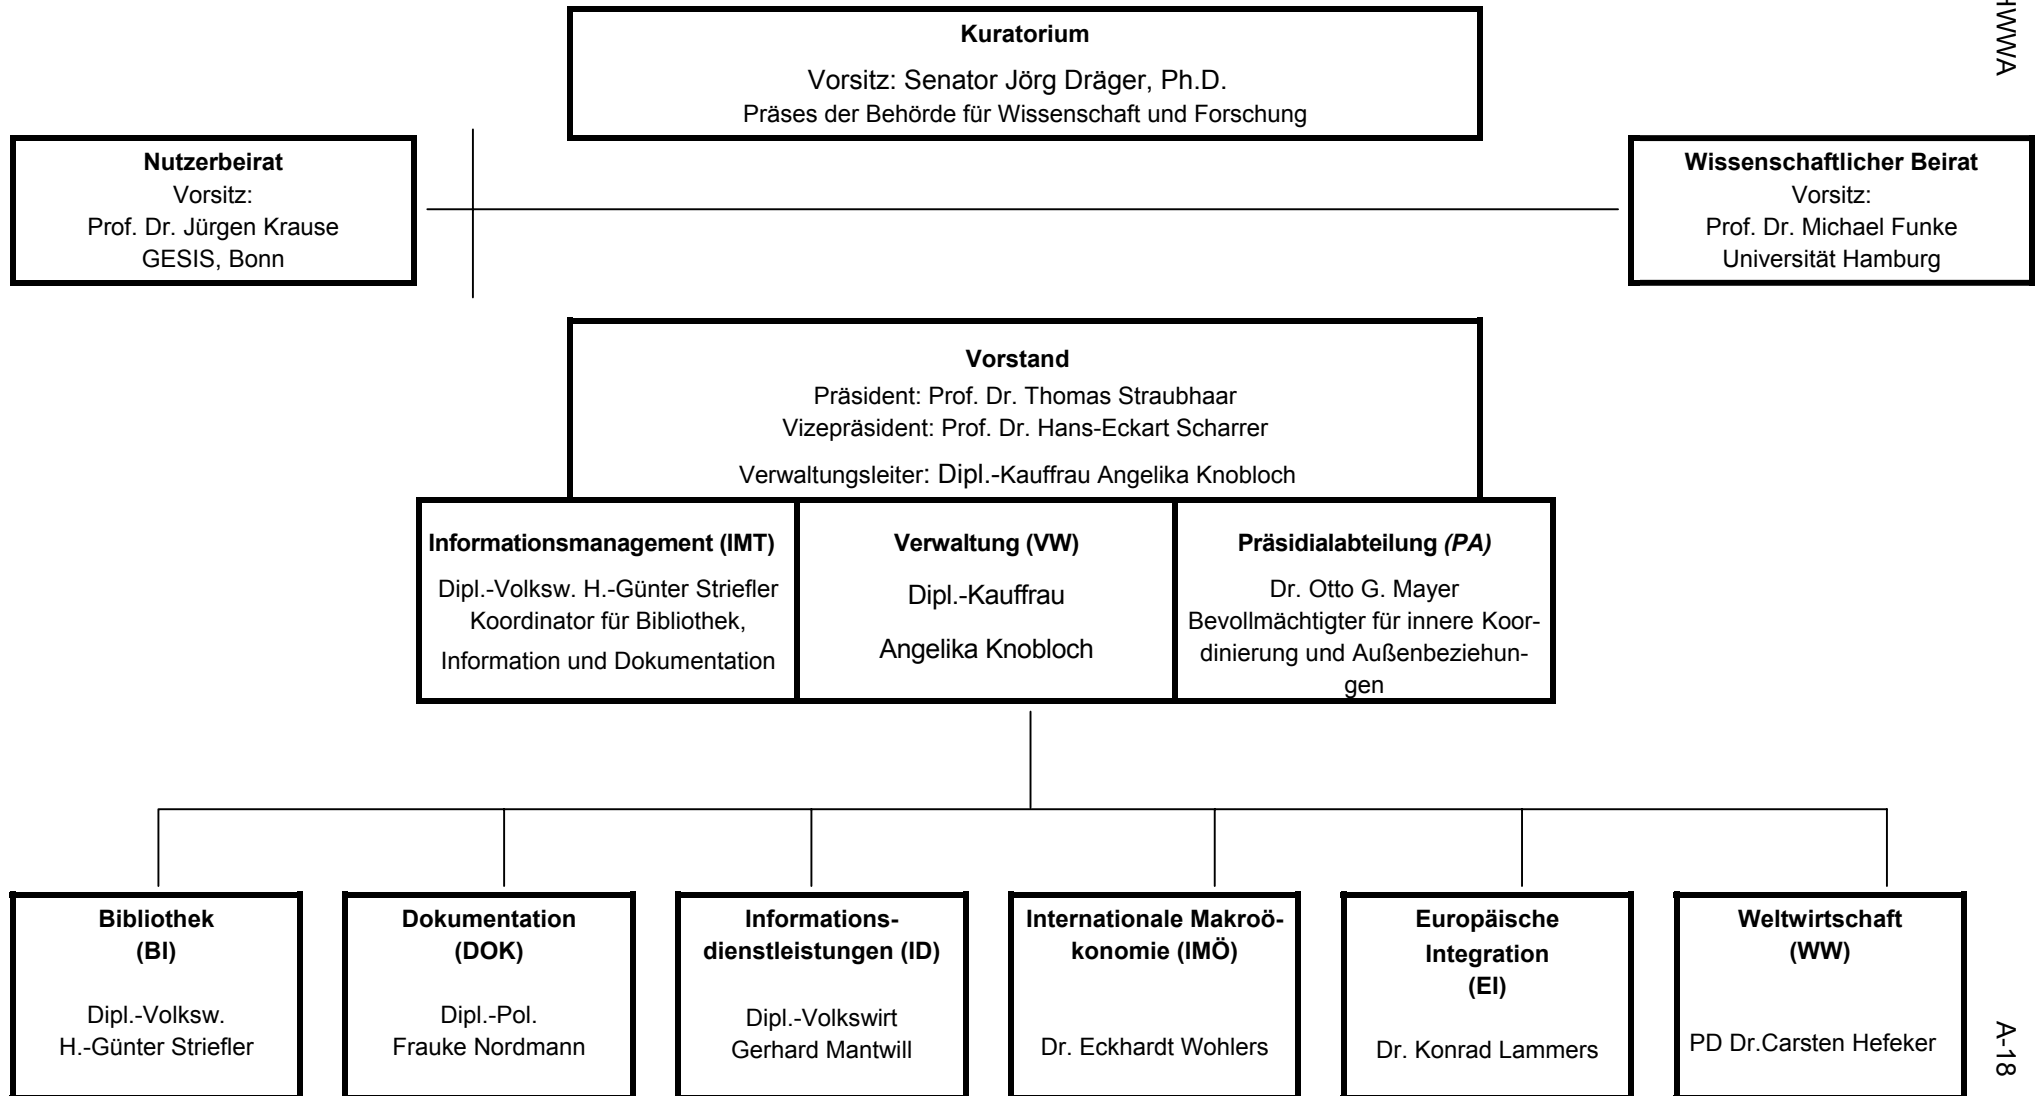 HWWA
Kuratorium
Vorsitz: Senator Jörg Dräger, Ph.D.
Präses der Behörde für Wissenschaft und Forschung
Nutzerbeirat
Vorsitz:
Prof. Dr. Jürgen Krause
GESIS, Bonn
Wissenschaftlicher Beirat
Vorsitz:
Prof. Dr. Michael Funke
Universität Hamburg
Vorstand
Präsident: Prof. Dr. Thomas Straubhaar
Vizepräsident: Prof. Dr. Hans-Eckart Scharrer
Verwaltungsleiter: Dipl.-Kauffrau Angelika Knobloch
Informationsmanagement (IMT)
Dipl.-Volksw. H.-Günter Striefler
Koordinator für Bibliothek,
Information und Dokumentation
Verwaltung (VW)
Dipl.-Kauffrau
Angelika Knobloch
Präsidialabteilung (PA)
Dr. Otto G. Mayer
Bevollmächtigter für innere Koor-
dinierung und Außenbeziehun-
gen
Bibliothek
(BI)
Dipl.-Volksw.
H.-Günter Striefler
Dokumentation
(DOK)
Dipl.-Pol.
Frauke Nordmann
Informations-
dienstleistungen (ID)
Dipl.-Volkswirt
Gerhard Mantwill
Internationale Makroö-
konomie (IMÖ)
Dr. Eckhardt Wohlers
Europäische
Integration
(EI)
Dr. Konrad Lammers
Weltwirtschaft
(WW)
PD Dr.Carsten Hefeker
A-18